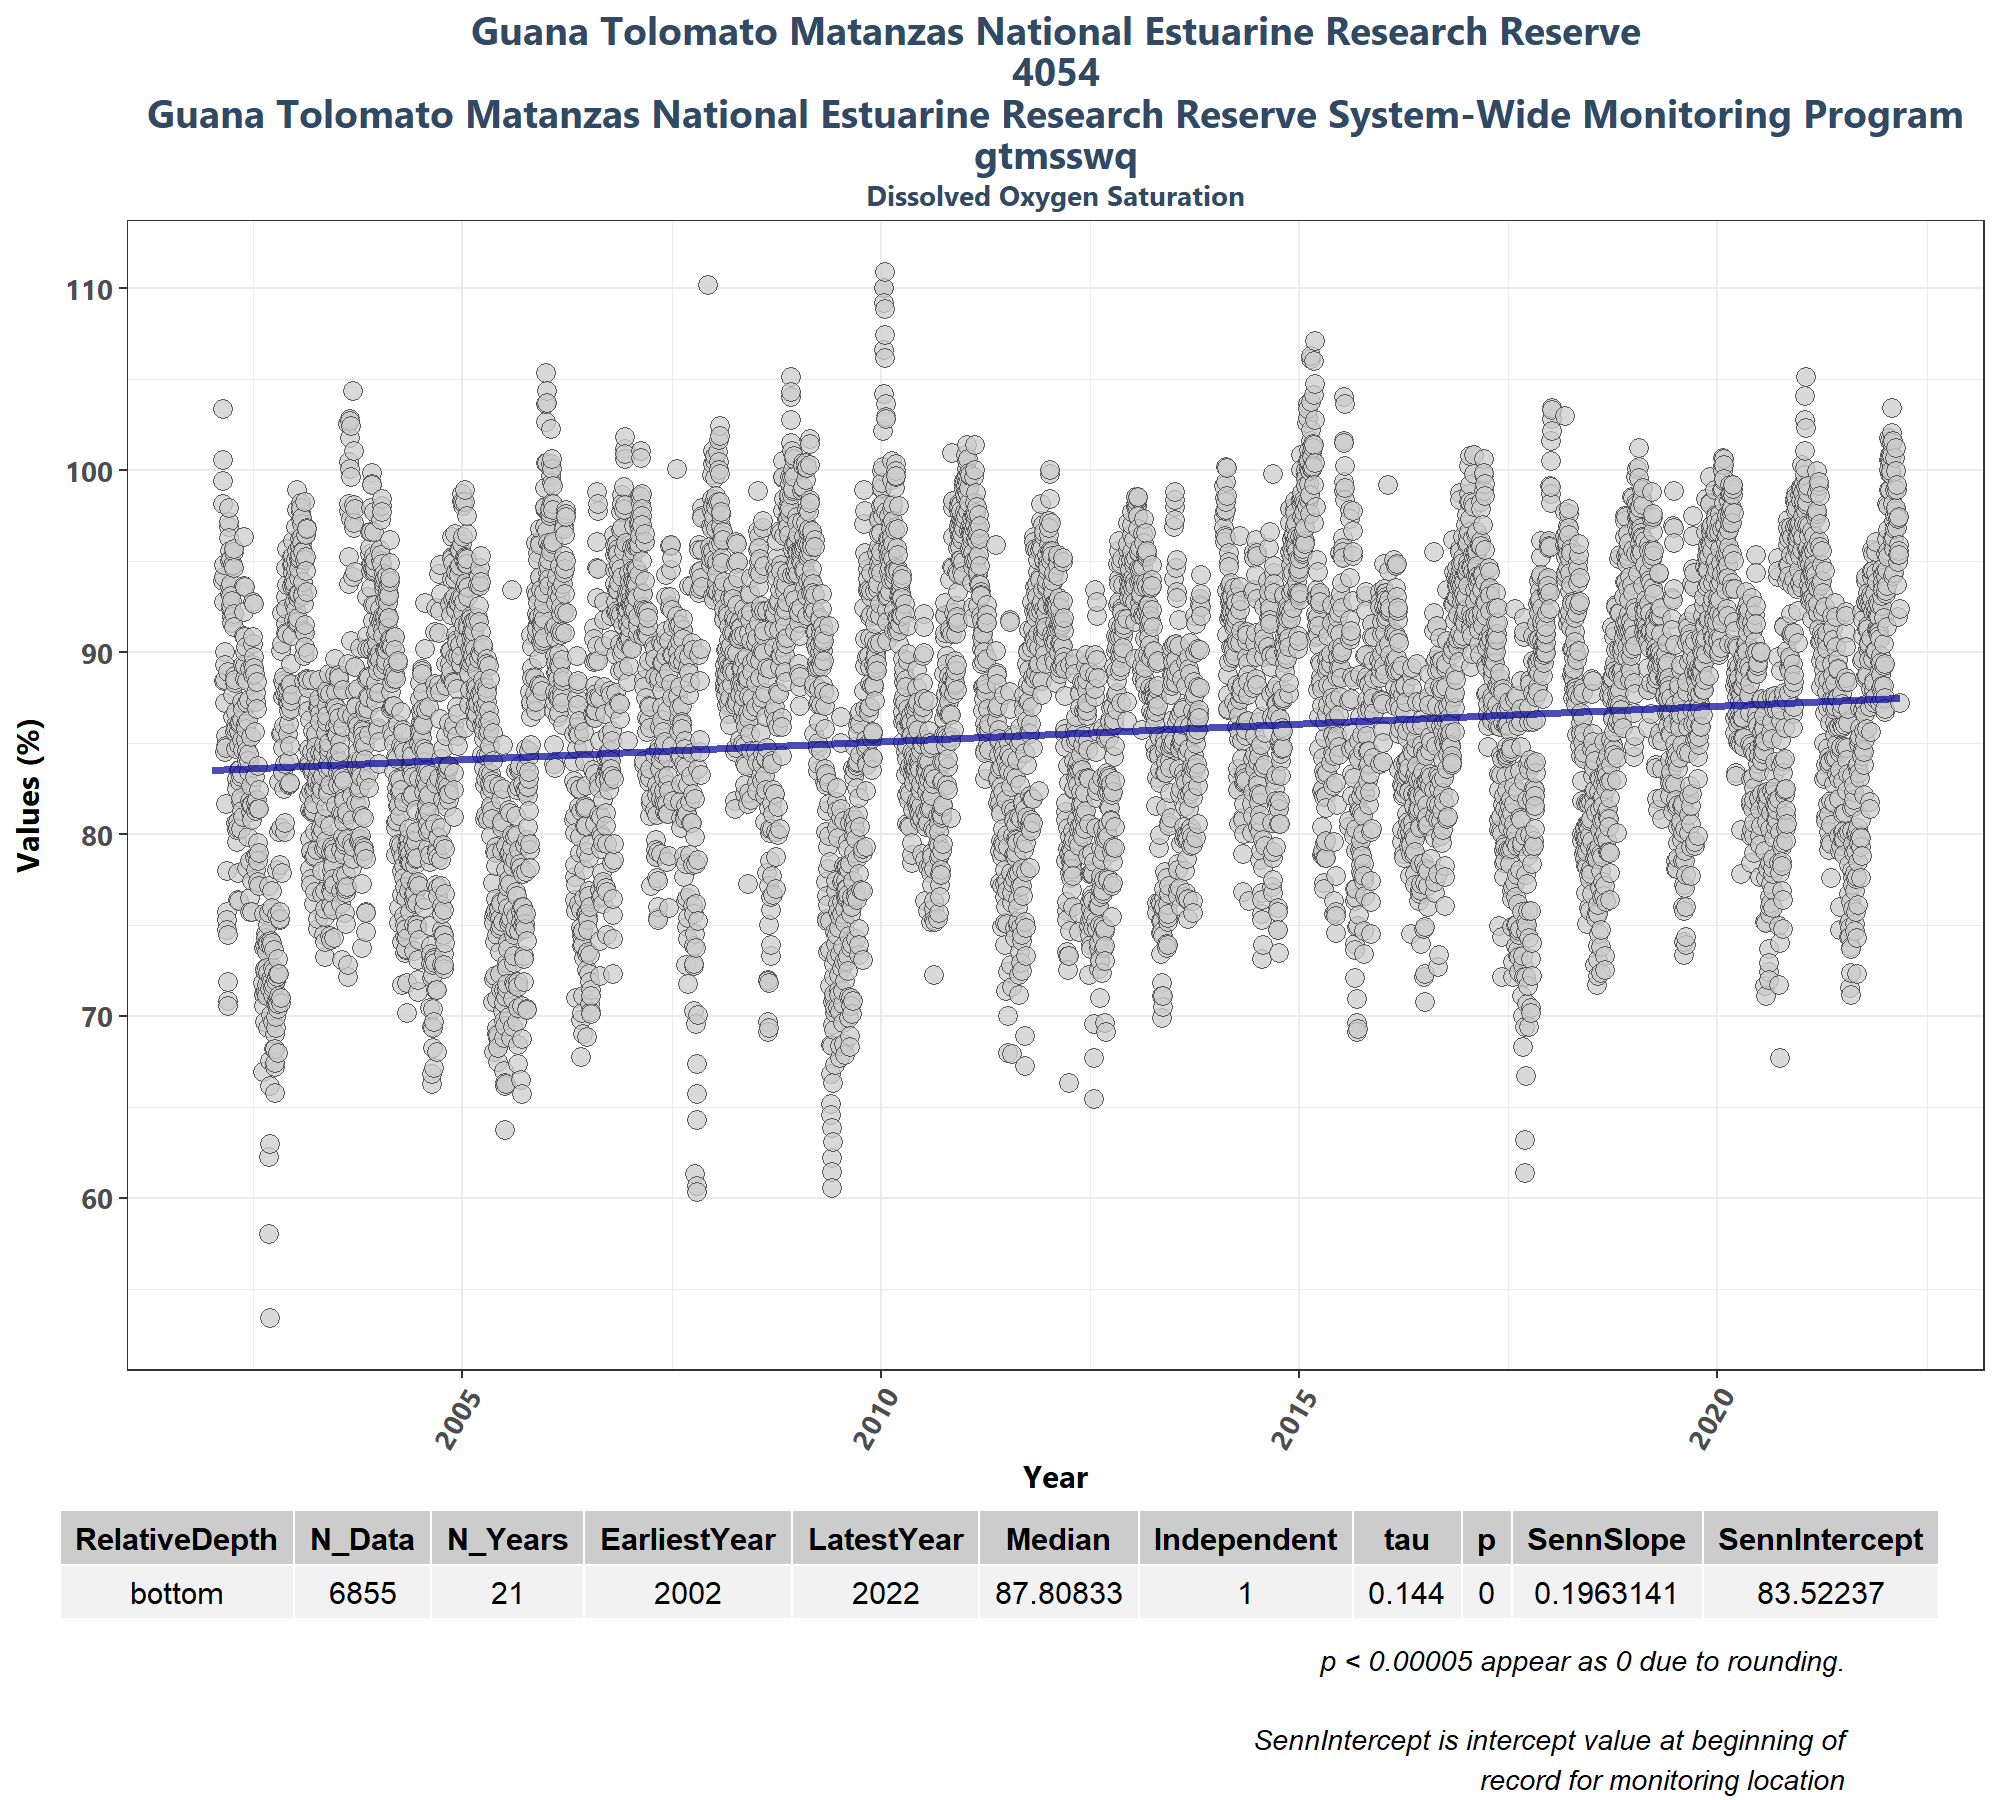 Guana Tolomato Matanzas National Estuarine Research Reserve
4054
Guana Tolomato Matanzas National Estuarine Research Reserve System-Wide Monitoring Program
gtmsswq
Dissolved Oxygen Saturation
Values (%)
110
100
90
80
70
60
2005 2010 2015 2020
Year
RelativeDepth N_Data N_Years EarliestYear LatestYear Median Independent tau p SennSlope SennIntercept
bottom 6855 21 2002 2022 87.80833 1 0.144 0 0.1963141 83.52237
p < 0.00005 appear as 0 due to rounding.
SennIntercept is intercept value at beginning of
record for monitoring location